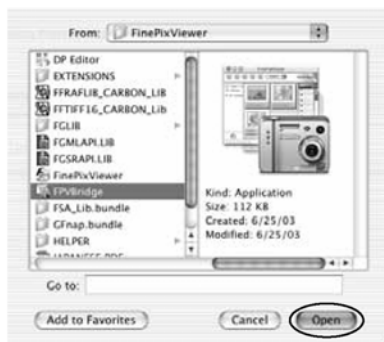 From: FinePixViewer
DP Editor
EXTENSIONS
FFRAFLIB_CARBON_LIB
FFTIFF16_CARBON_Lib
FGLIB
FGMLAPI.LIB
FGSRAPI.LIB
FinePixViewer
FPVBridge
FSA_Lib.bundle
GFnap.bundle
HELPER
Kind: Application
Size: 112 KB
Created: 6/25/03
Modified: 6/25/03
Go to:
Add to Favorites
Cancel
Open